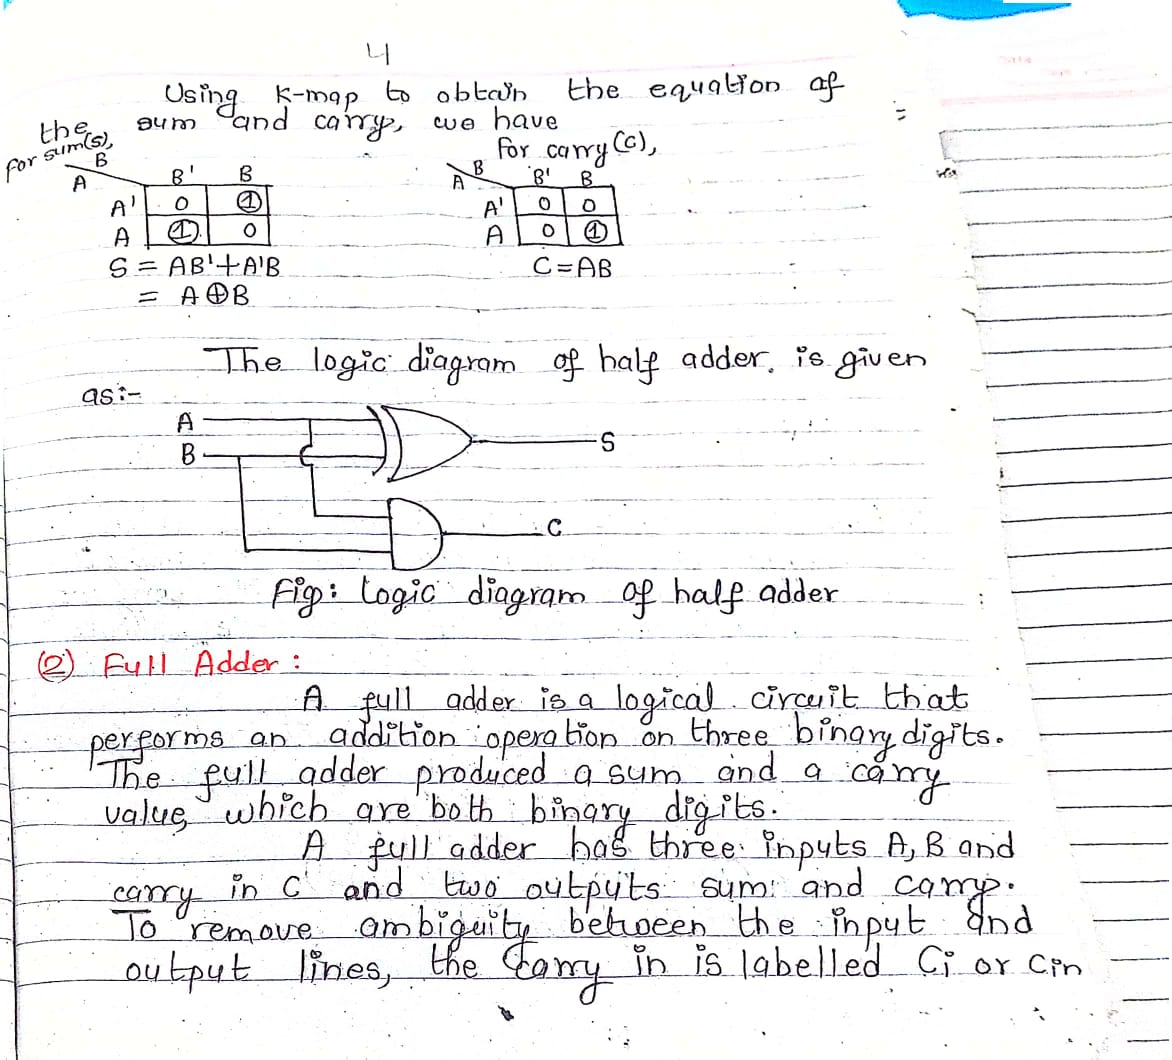 4
Using K-map to obtain the equation of
the sum and carry, we have
for sum(s),
B
A
B' B
A' 0 1
A 1 0
S = AB'+A'B
= A⊕B
for carry(c),
B
A
B' B
A' 0 0
A 0 1
C=AB
The logic diagram of half adder. is given
as:-
A
B
S
C
Fig: logic diagram of half adder
(2) Full Adder:
A full adder is a logical circuit that
performs an addition operation on three binary digits.
The full adder produced a sum and a carry
value, which are both binary digits.
A full adder has three inputs A, B and
carry in C and two outputs sum and carry.
To remove ambiguity between the input and
output lines, the carry in is labelled Ci or Cin